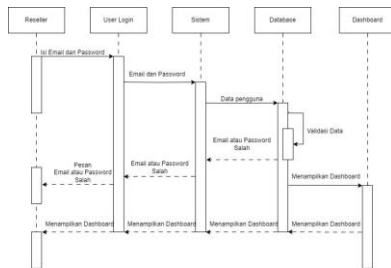 Reseller
User Login
Sistem
Database
Dashboard
Isi Email dan Password
Email dan Password
Data pengguna
Validasi Data
Email atau Password
Salah
Email atau Password
Salah
Pesan
Email atau Password
Salah
Menampilkan Dashboard
Menampilkan Dashboard
Menampilkan Dashboard
Menampilkan Dashboard
Menampilkan Dashboard